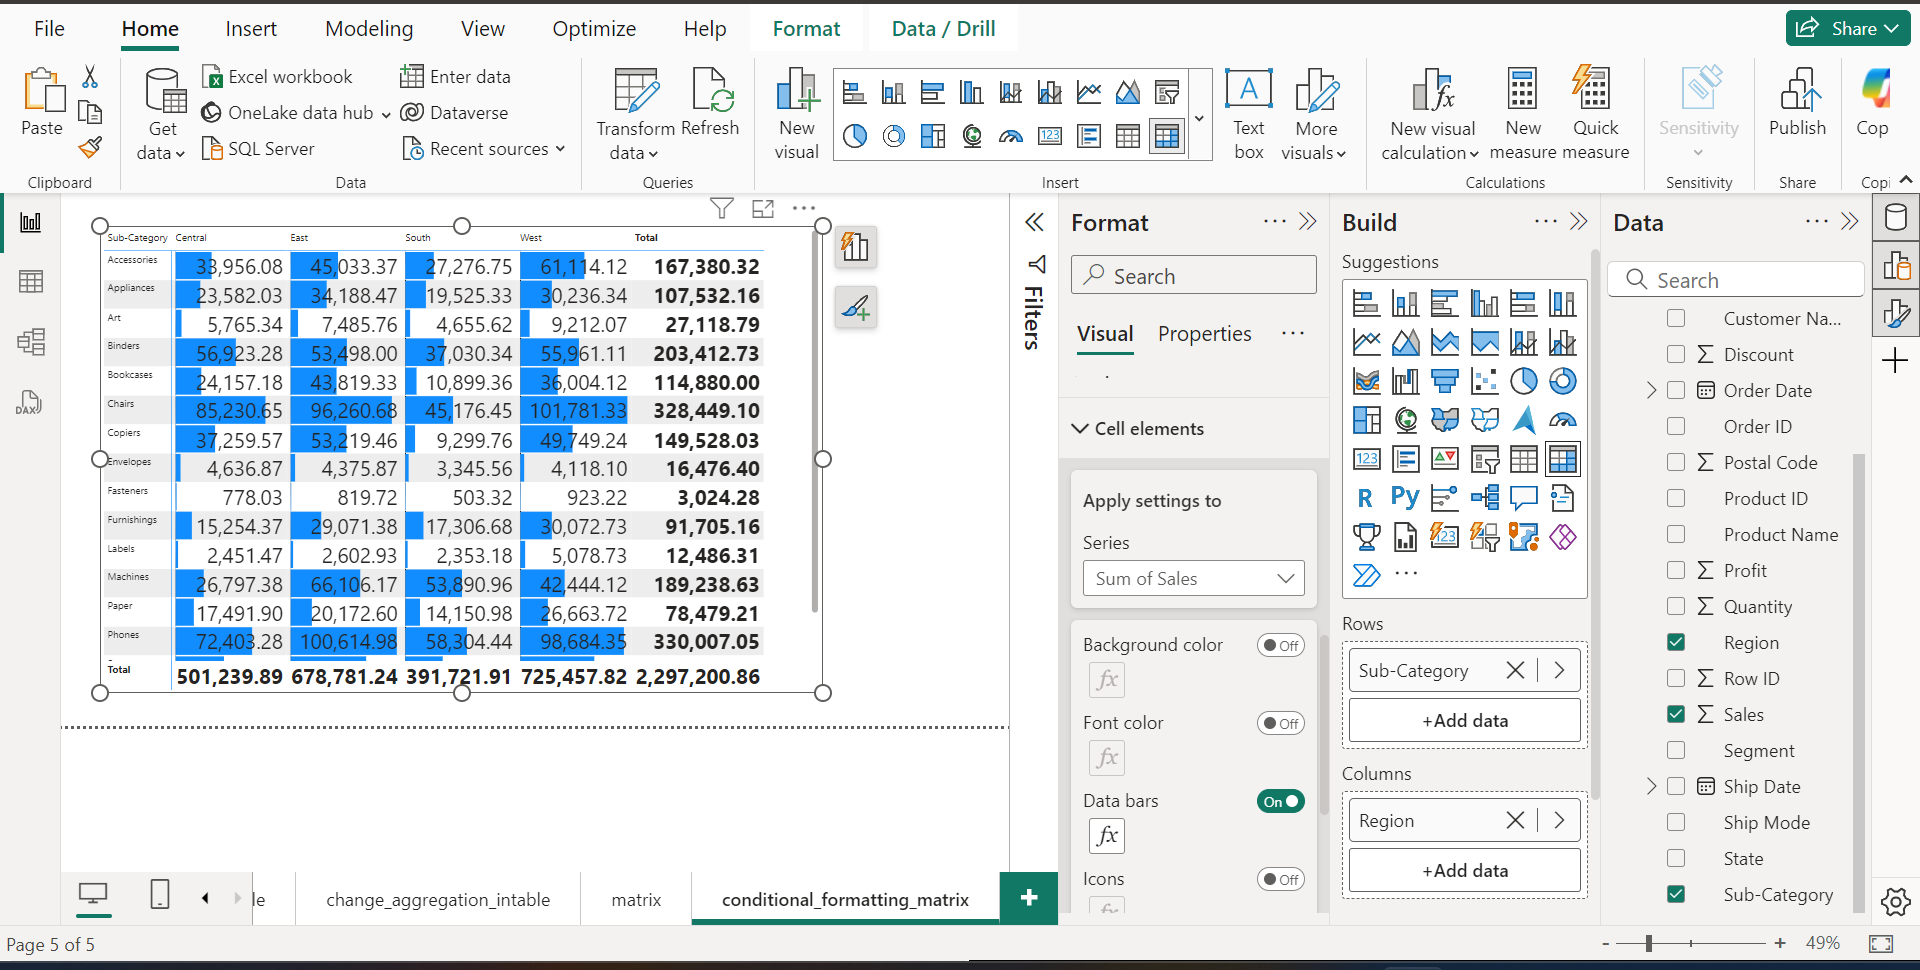 File Home Insert Modeling View Optimize Help Format Data / Drill Share
Paste
Clipboard
Get data
Excel workbook
OneLake data hub
SQL Server
Enter data
Dataverse
Recent sources
Data
Transform data
Refresh
Queries
New visual
Insert
Text box
More visuals
New visual calculation
New measure
Quick measure
Calculations
Sensitivity
Sensitivity
Publish
Share
Cop
Copi
Sub-Category Central East South West Total
Accessories 33,956.08 45,033.37 27,276.75 61,114.12 167,380.32
Appliances 23,582.03 34,188.47 19,525.33 30,236.34 107,532.16
Art 5,765.34 7,485.76 4,655.62 9,212.07 27,118.79
Binders 56,923.28 53,498.00 37,030.34 55,961.11 203,412.73
Bookcases 24,157.18 43,819.33 10,899.36 36,004.12 114,880.00
Chairs 85,230.65 96,260.68 45,176.45 101,781.33 328,449.10
Copiers 37,259.57 53,219.46 9,299.76 49,749.24 149,528.03
Envelopes 4,636.87 4,375.87 3,345.56 4,118.10 16,476.40
Fasteners 778.03 819.72 503.32 923.22 3,024.28
Furnishings 15,254.37 29,071.38 17,306.68 30,072.73 91,705.16
Labels 2,451.47 2,602.93 2,353.18 5,078.73 12,486.31
Machines 26,797.38 66,106.17 53,890.96 42,444.12 189,238.63
Paper 17,491.90 20,172.60 14,150.98 26,663.72 78,479.21
Phones 72,403.28 100,614.98 58,304.44 98,684.35 330,007.05
Total 501,239.89 678,781.24 391,721.91 725,457.82 2,297,200.86
Filters
Format
Search
Visual Properties
Cell elements
Apply settings to
Series
Sum of Sales
Background color Off
fx
Font color Off
fx
Data bars On
fx
Icons Off
fx
Build
Suggestions
123
R Py
123
Rows
Sub-Category
+Add data
Columns
Region
+Add data
Data
Search
Customer Na...
Discount
Order Date
Order ID
Postal Code
Product ID
Product Name
Profit
Quantity
Region
Row ID
Sales
Segment
Ship Date
Ship Mode
State
Sub-Category
DAX
le change_aggregation_intable matrix conditional_formatting_matrix +
Page 5 of 5
- + 49%